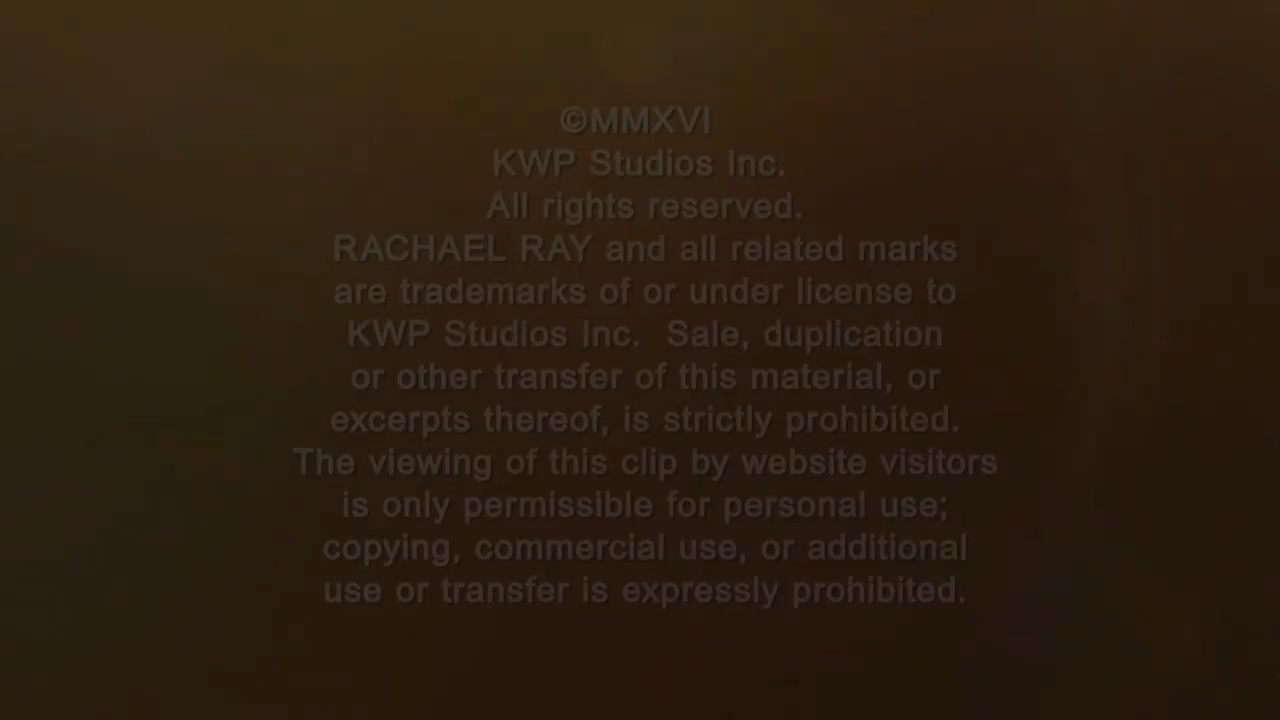 ©MMXVI
KWP Studios Inc.
All rights reserved.
RACHAEL RAY and all related marks
are trademarks of or under license to
KWP Studios Inc.  Sale, duplication
or other transfer of this material, or
excerpts thereof, is strictly prohibited.
The viewing of this clip by website visitors
is only permissible for personal use;
copying, commercial use, or additional
use or transfer is expressly prohibited.